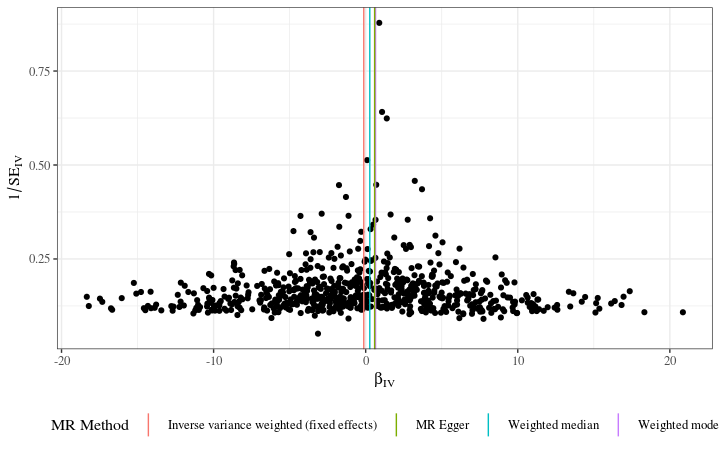 0.75
0.50
0.25
1/SE_IV
-20 -10 0 10 20
β_IV
MR Method Inverse variance weighted (fixed effects) MR Egger Weighted median Weighted mode